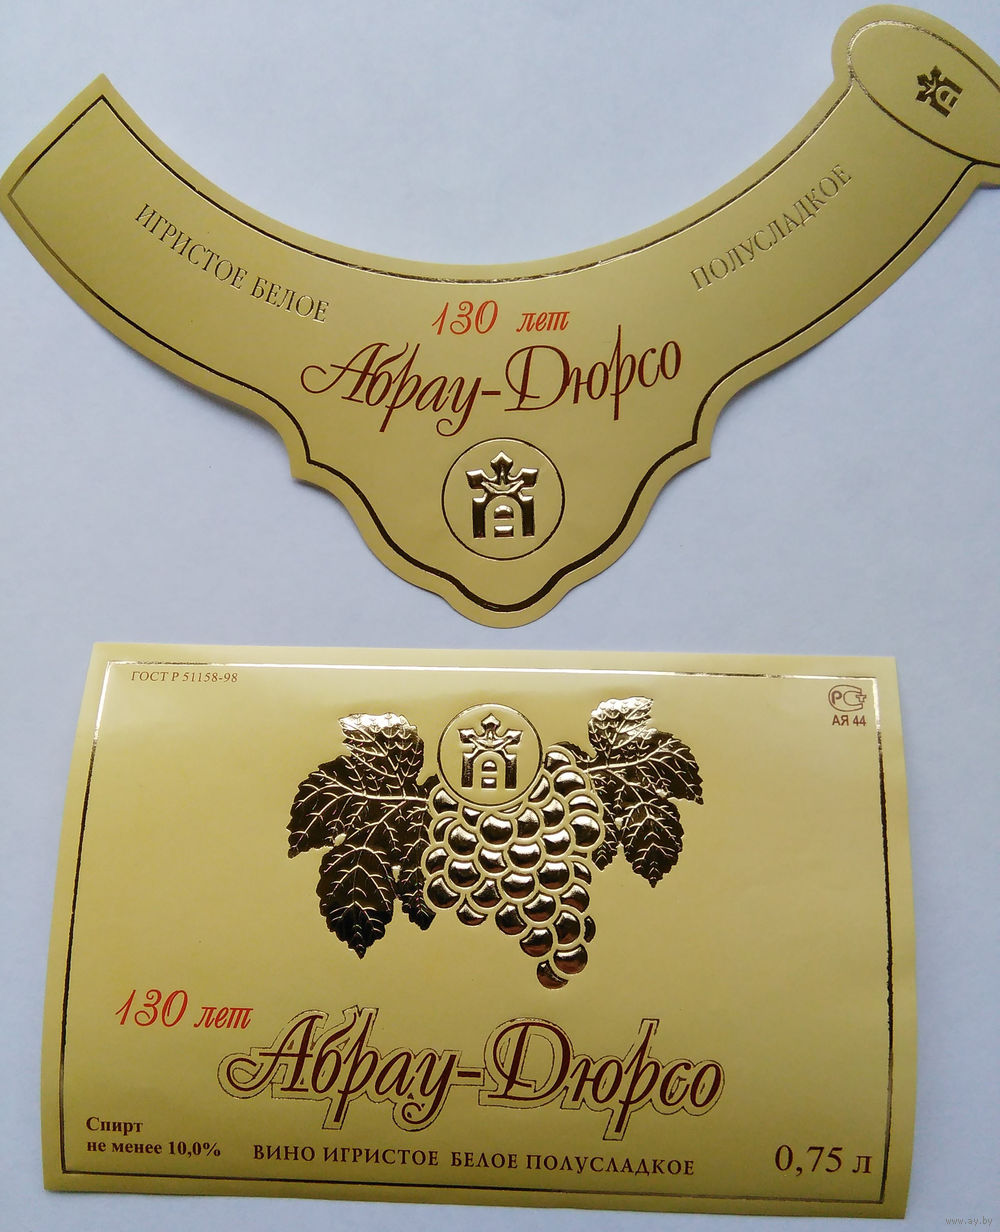 ИГРИСТОЕ БЕЛОЕ
ПОЛУСЛАДКОЕ
130 лет
Абрау-Дюрсо
ГОСТ Р 51158-98
РСТ
АЯ 44
130 лет
Абрау-Дюрсо
Спирт
не менее 10,0%
ВИНО ИГРИСТОЕ БЕЛОЕ ПОЛУСЛАДКОЕ
0,75 л
www.ay.by